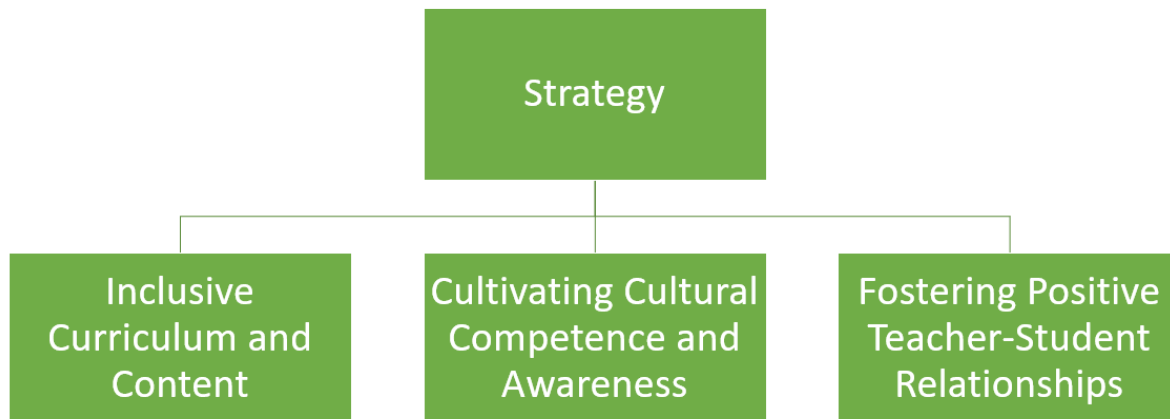 Strategy
Inclusive
Curriculum and
Content
Cultivating Cultural
Competence and
Awareness
Fostering Positive
Teacher-Student
Relationships